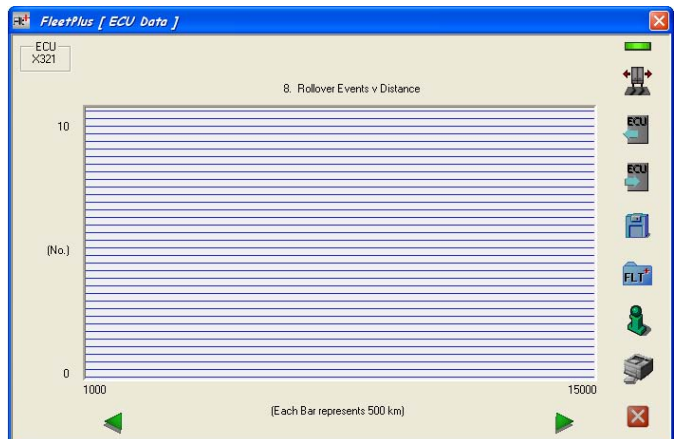 FleetPlus [ ECU Data ]
ECU
X321
8. Rollover Events v Distance
10
(No.)
0
1000
15000
(Each Bar represents 500 km)
ECU
ECU
FLT+